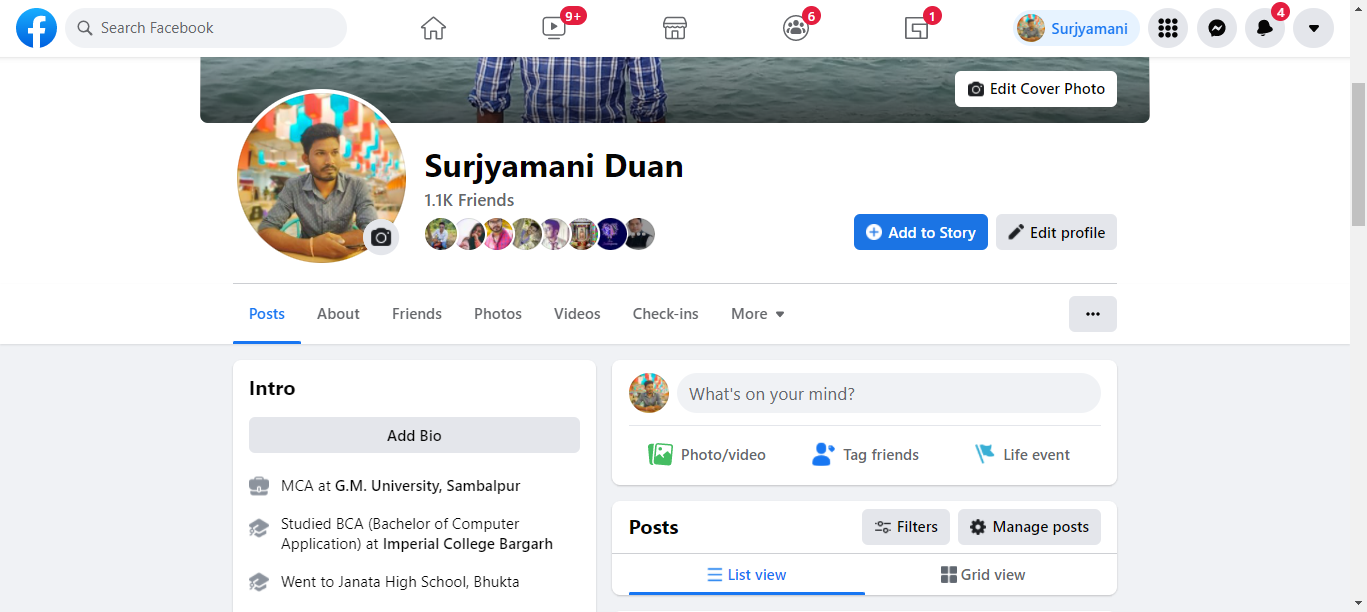 Search Facebook
9+
6
1
Surjyamani
4
Edit Cover Photo
Surjyamani Duan
1.1K Friends
Add to Story
Edit profile
Posts
About
Friends
Photos
Videos
Check-ins
More
Intro
Add Bio
MCA at G.M. University, Sambalpur
Studied BCA (Bachelor of Computer
Application) at Imperial College Bargarh
Went to Janata High School, Bhukta
What's on your mind?
Photo/video
Tag friends
Life event
Posts
Filters
Manage posts
List view
Grid view